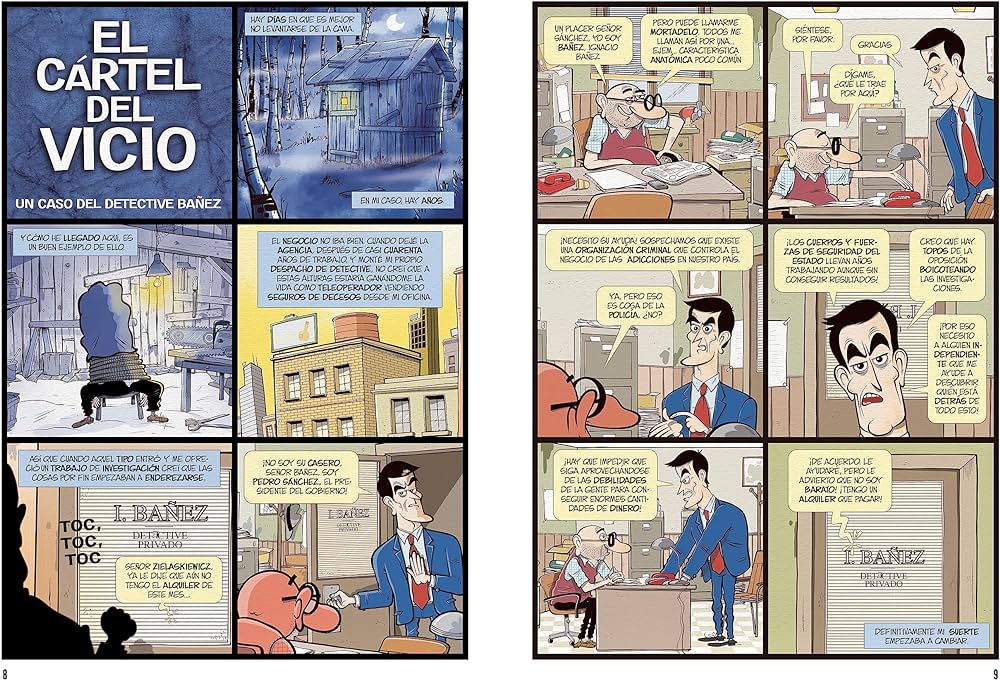 EL
CÁRTEL
DEL
VICIO
UN CASO DEL DETECTIVE BAÑEZ
HAY DÍAS EN QUE ES MEJOR
NO LEVANTARSE DE LA CAMA.
EN MI CASO, HAY AÑOS.
Y CÓMO HE LLEGADO AQUÍ, ES
UN BUEN EJEMPLO DE ELLO.
EL NEGOCIO NO IBA BIEN. CUANDO DEJÉ LA
AGENCIA, DESPUÉS DE CASI CUARENTA
AÑOS DE TRABAJO, Y MONTÉ MI PROPIO
DESPACHO DE DETECTIVE, NO CREÍ QUE A
ESTAS ALTURAS ESTARÍA GANÁNDOME LA
VIDA COMO TELEOPERADOR VENDIENDO
SEGUROS DE DECESOS DESDE MI OFICINA.
ASÍ QUE CUANDO AQUEL TIPO ENTRÓ Y ME OFRE-
CIÓ UN TRABAJO DE INVESTIGACIÓN CREÍ QUE LAS
COSAS POR FIN EMPEZABAN A ENDEREZARSE.
TOC,
TOC,
TOC
I. BAÑEZ
DETECTIVE
PRIVADO
SEÑOR ZIELASKIEWICZ,
YA LE DIJE QUE AÚN NO
TENGO EL ALQUILER DE
ESTE MES...
¡NO SOY SU CASERO,
SEÑOR BAÑEZ, SOY
PEDRO SÁNCHEZ, EL PRE-
SIDENTE DEL GOBIERNO!
I. BAÑEZ
DETECTIVE
PRIVADO
8
UN PLACER SEÑOR
SÁNCHEZ, YO SOY
BAÑEZ, IGNACIO
BAÑEZ
PERO PUEDE LLAMARME
MORTADELO, TODOS ME
LLAMAN ASÍ POR UNA...
EJEM,.. CARACTERÍSTICA
ANATÓMICA POCO COMÚN
SIÉNTESE,
POR FAVOR.
GRACIAS
DÍGAME,
¿QUÉ LE TRAE
POR AQUÍ?
¡NECESITO SU AYUDA! SOSPECHAMOS QUE EXISTE
UNA ORGANIZACIÓN CRIMINAL QUE CONTROLA EL
NEGOCIO DE LAS ADICCIONES EN NUESTRO PAÍS.
YA, PERO ESO
ES COSA DE LA
POLICÍA, ¿NO?
¡LOS CUERPOS Y FUER-
ZAS DE SEGURIDAD DEL
ESTADO LLEVAN AÑOS
TRABAJANDO AUNQUE SIN
CONSEGUIR RESULTADOS!
CREO QUE HAY
TOPOS DE LA
OPOSICIÓN
BOICOTEANDO
LAS INVESTIGA-
CIONES.
¡POR ESO
NECESITO
A ALGUIEN IN-
DEPENDIEN-
TE QUE ME
AYUDE A
DESCUBRIR
QUIEN ESTÁ
DETRAS DE
TODO ESTO!
¡HAY QUE IMPEDIR QUE
SIGA APROVECHANDOSE
DE LAS DEBILIDADES
DE LA GENTE PARA CON-
SEGUIR ENORMES CANTI-
DADES DE DINERO!
¡DE ACUERDO. LE
AYUDARÉ, PERO LE
ADVIERTO QUE NO SOY
BARATO! ¡TENGO UN
ALQUILER QUE PAGAR!
I. BAÑEZ
DETECTIVE
PRIVADO
DEFINITIVAMENTE MI SUERTE
EMPEZABA A CAMBIAR.
9